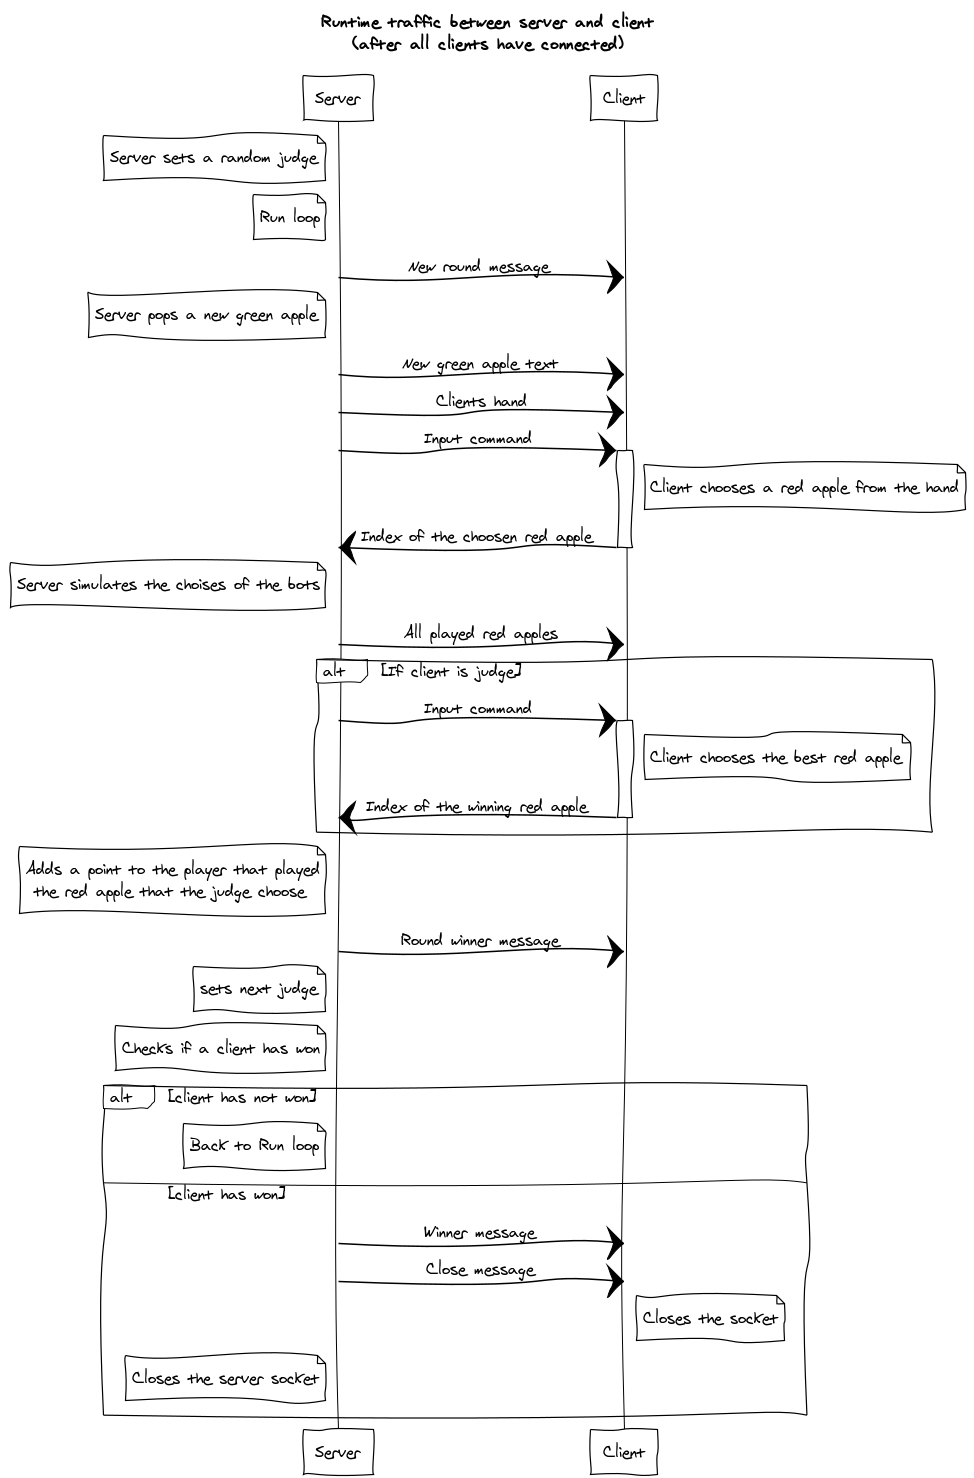 Runtime traffic between server and client
(after all clients have connected)
Server
Client
Server sets a random judge
Run loop
New round message
Server pops a new green apple
New green apple text
Clients hand
Input command
Client chooses a red apple from the hand
Index of the choosen red apple
Server simulates the choises of the bots
All played red apples
alt
[If client is judge]
Input command
Client chooses the best red apple
Index of the winning red apple
Adds a point to the player that played
the red apple that the judge choose
Round winner message
sets next judge
Checks if a client has won
alt
[client has not won]
Back to Run loop
[client has won]
Winner message
Close message
Closes the socket
Closes the server socket
Server
Client